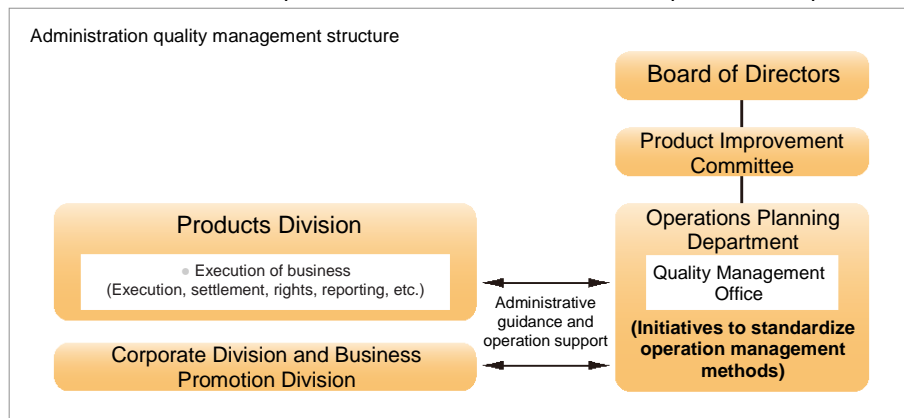 Administration quality management structure
Board of Directors
Product Improvement
Committee
Products Division
● Execution of business
(Execution, settlement, rights, reporting, etc.)
Corporate Division and Business
Promotion Division
Administrative
guidance and
operation support
Operations Planning
Department
Quality Management
Office
(Initiatives to standardize
operation management
methods)